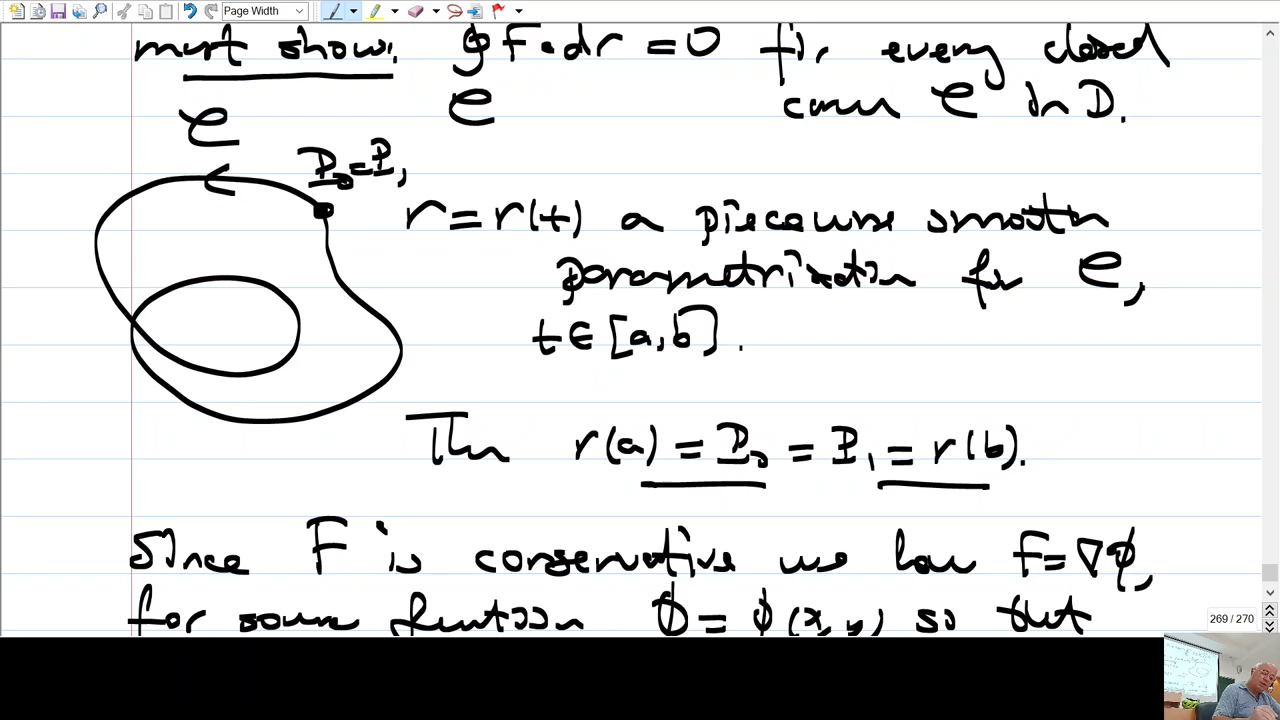 Page Width
must show: ∮ F•dr = 0 for every closed
C curve C in D.
C
P₀=P₁
r = r(t) a piecewise smooth
parametrization for C,
t ∈ [a,b].
Then r(a) = P₀ = P₁ = r(b).
Since F is conservative we have F=∇φ,
for some function φ = φ(x,y) so that
269 / 270